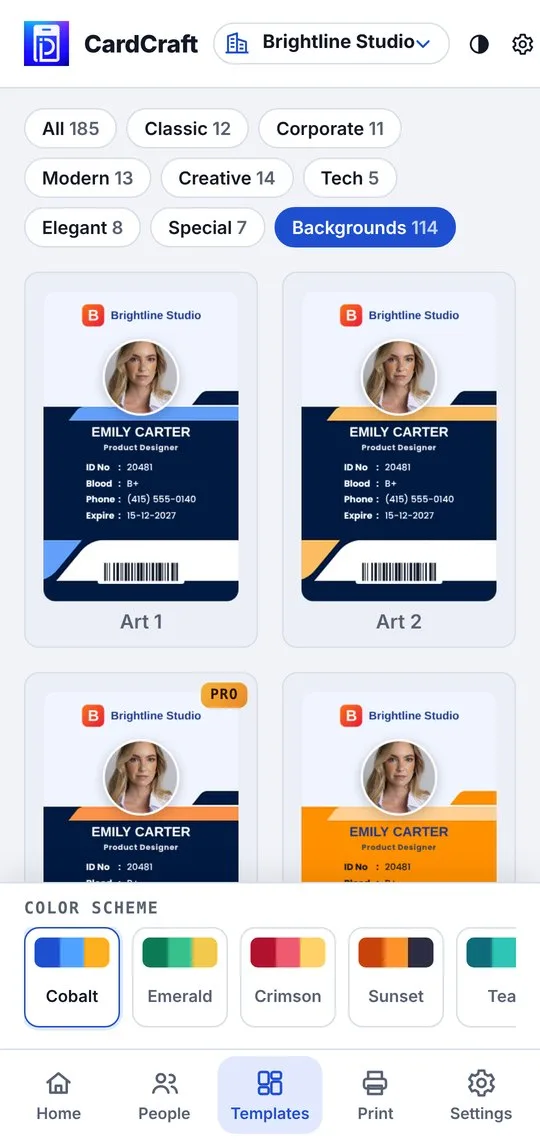 CardCraft
Brightline Studio
All 185
Classic 12
Corporate 11
Modern 13
Creative 14
Tech 5
Elegant 8
Special 7
Backgrounds 114
B Brightline Studio
EMILY CARTER
Product Designer
ID No : 20481
Blood : B+
Phone : (415) 555-0140
Expire : 15-12-2027
Art 1
B Brightline Studio
EMILY CARTER
Product Designer
ID No : 20481
Blood : B+
Phone : (415) 555-0140
Expire : 15-12-2027
Art 2
PRO
B Brightline Studio
EMILY CARTER
Product Designer
ID No : 20481
B Brightline Studio
EMILY CARTER
Product Designer
ID No : 20481
COLOR SCHEME
Cobalt
Emerald
Crimson
Sunset
Tea
Home
People
Templates
Print
Settings